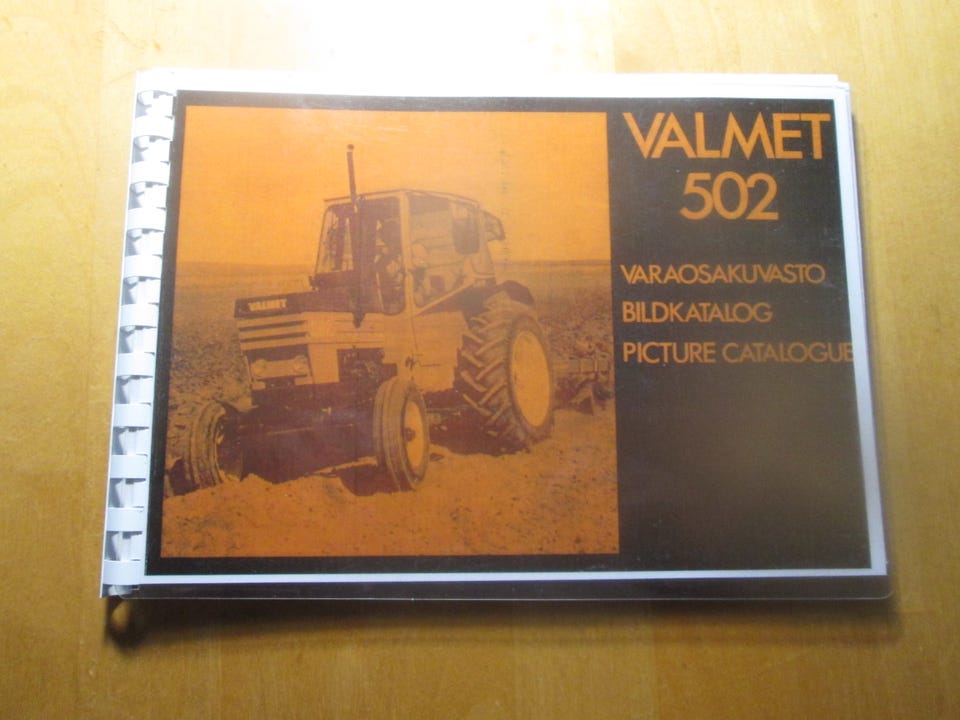 VALMET
502
VARAOSAKUVASTO
BILDKATALOG
PICTURE CATALOGUE
VALMET